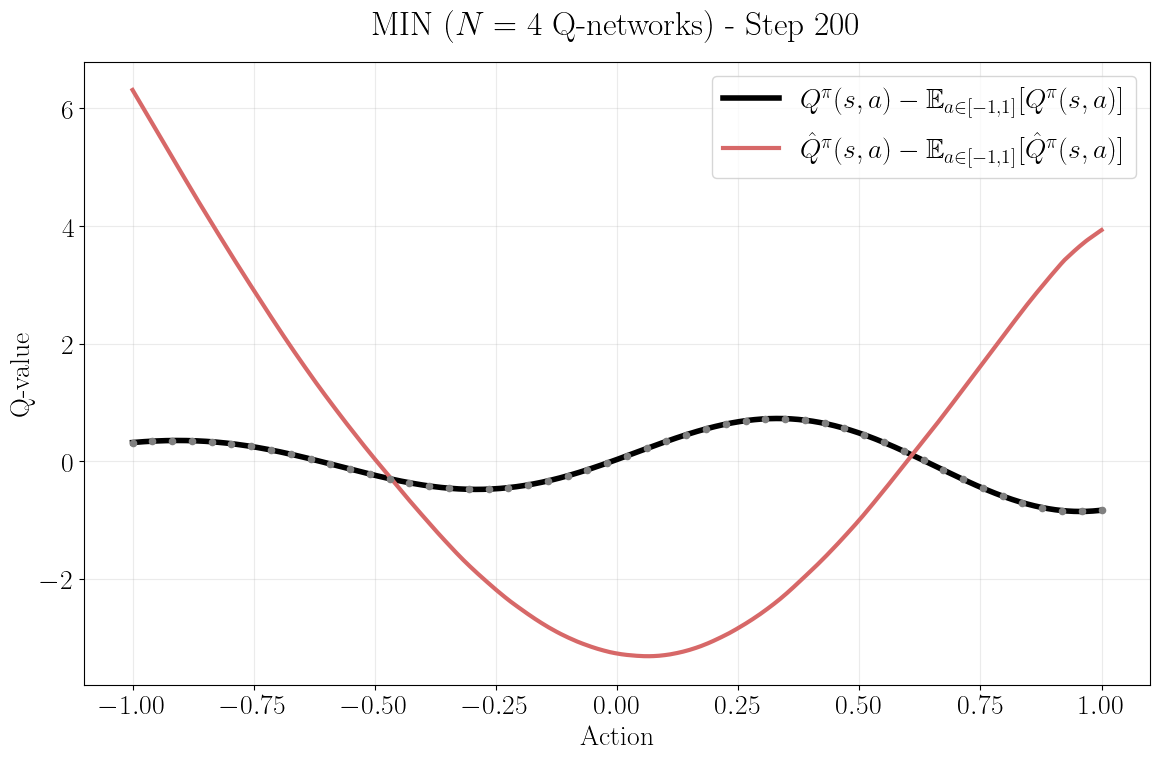 MIN (N = 4 Q-networks) - Step 200
Q^π(s, a) − 𝔼_{a∈[−1,1]}[Q^π(s, a)]
Q̂^π(s, a) − 𝔼_{a∈[−1,1]}[Q̂^π(s, a)]
Q-value
6
4
2
0
−2
−1.00 −0.75 −0.50 −0.25 0.00 0.25 0.50 0.75 1.00
Action